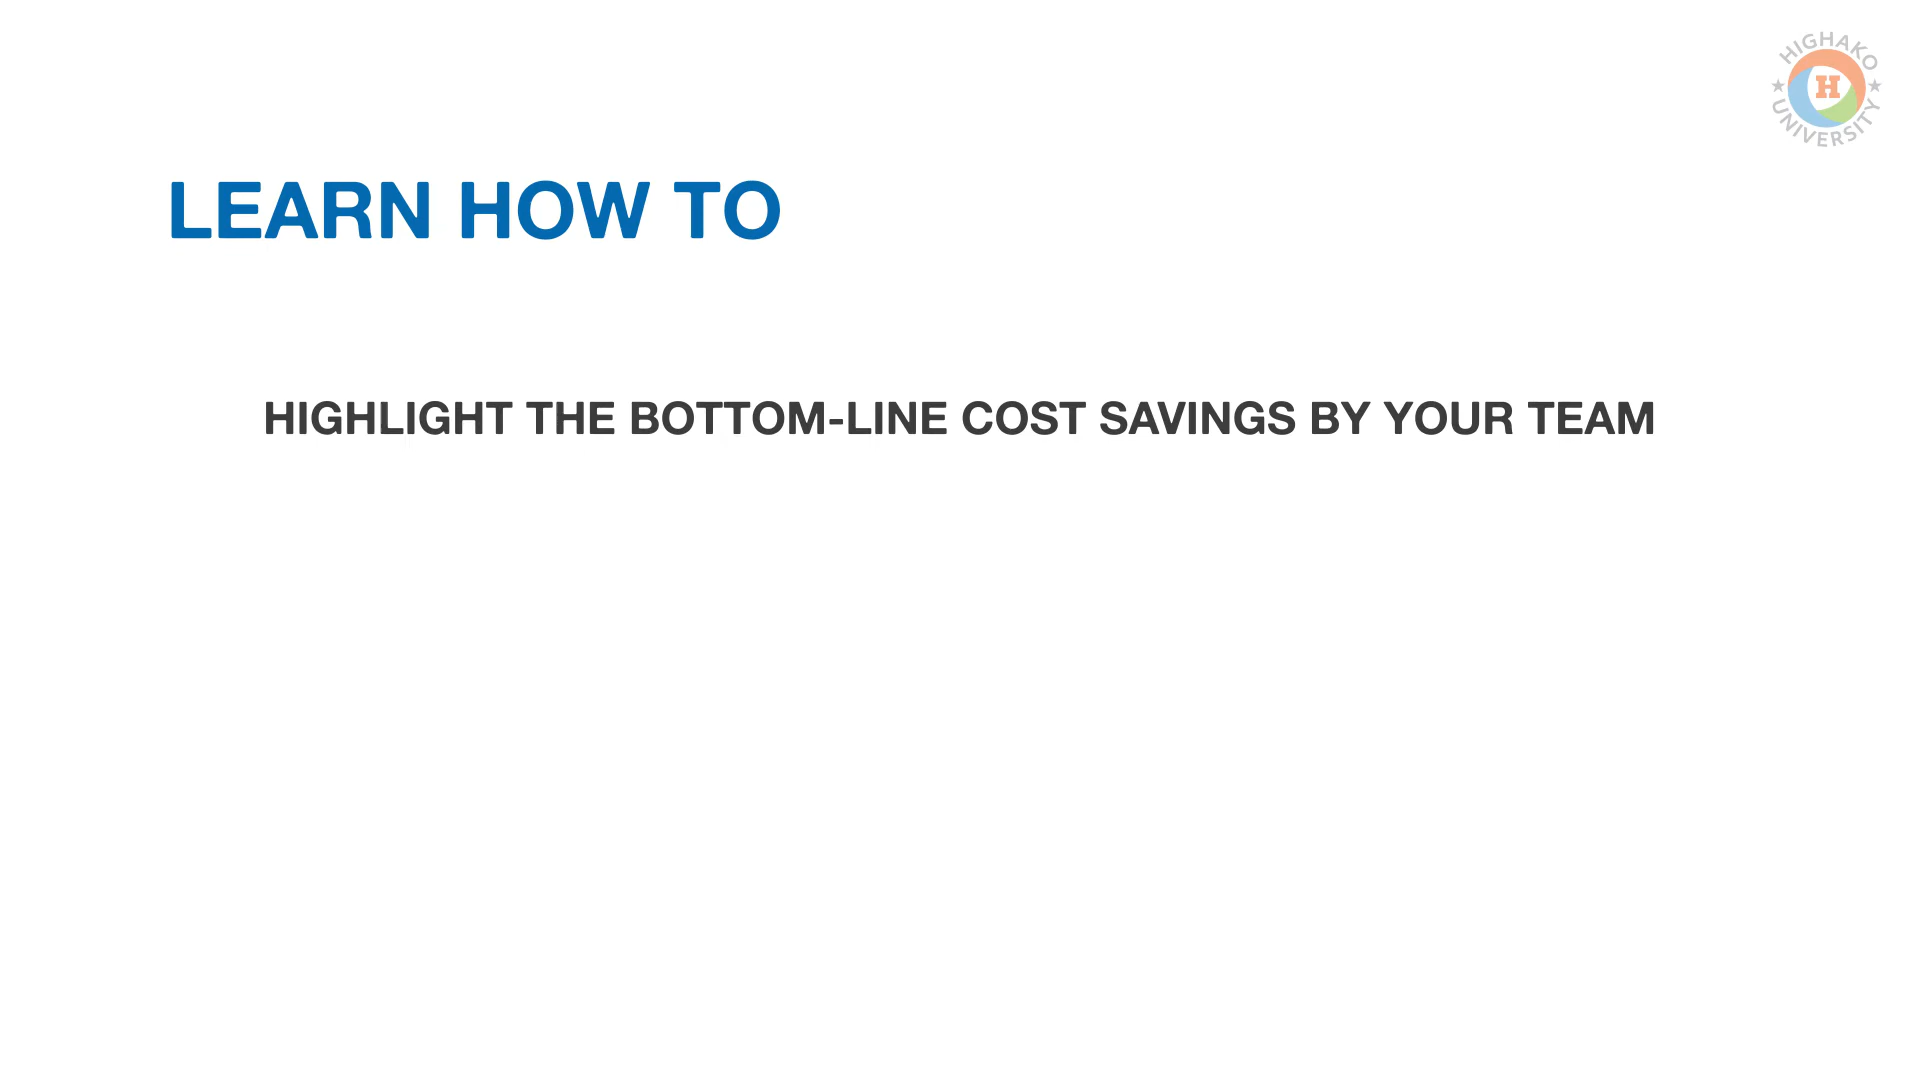 HIGHAKO
H
UNIVERSITY
LEARN HOW TO
HIGHLIGHT THE BOTTOM-LINE COST SAVINGS BY YOUR TEAM